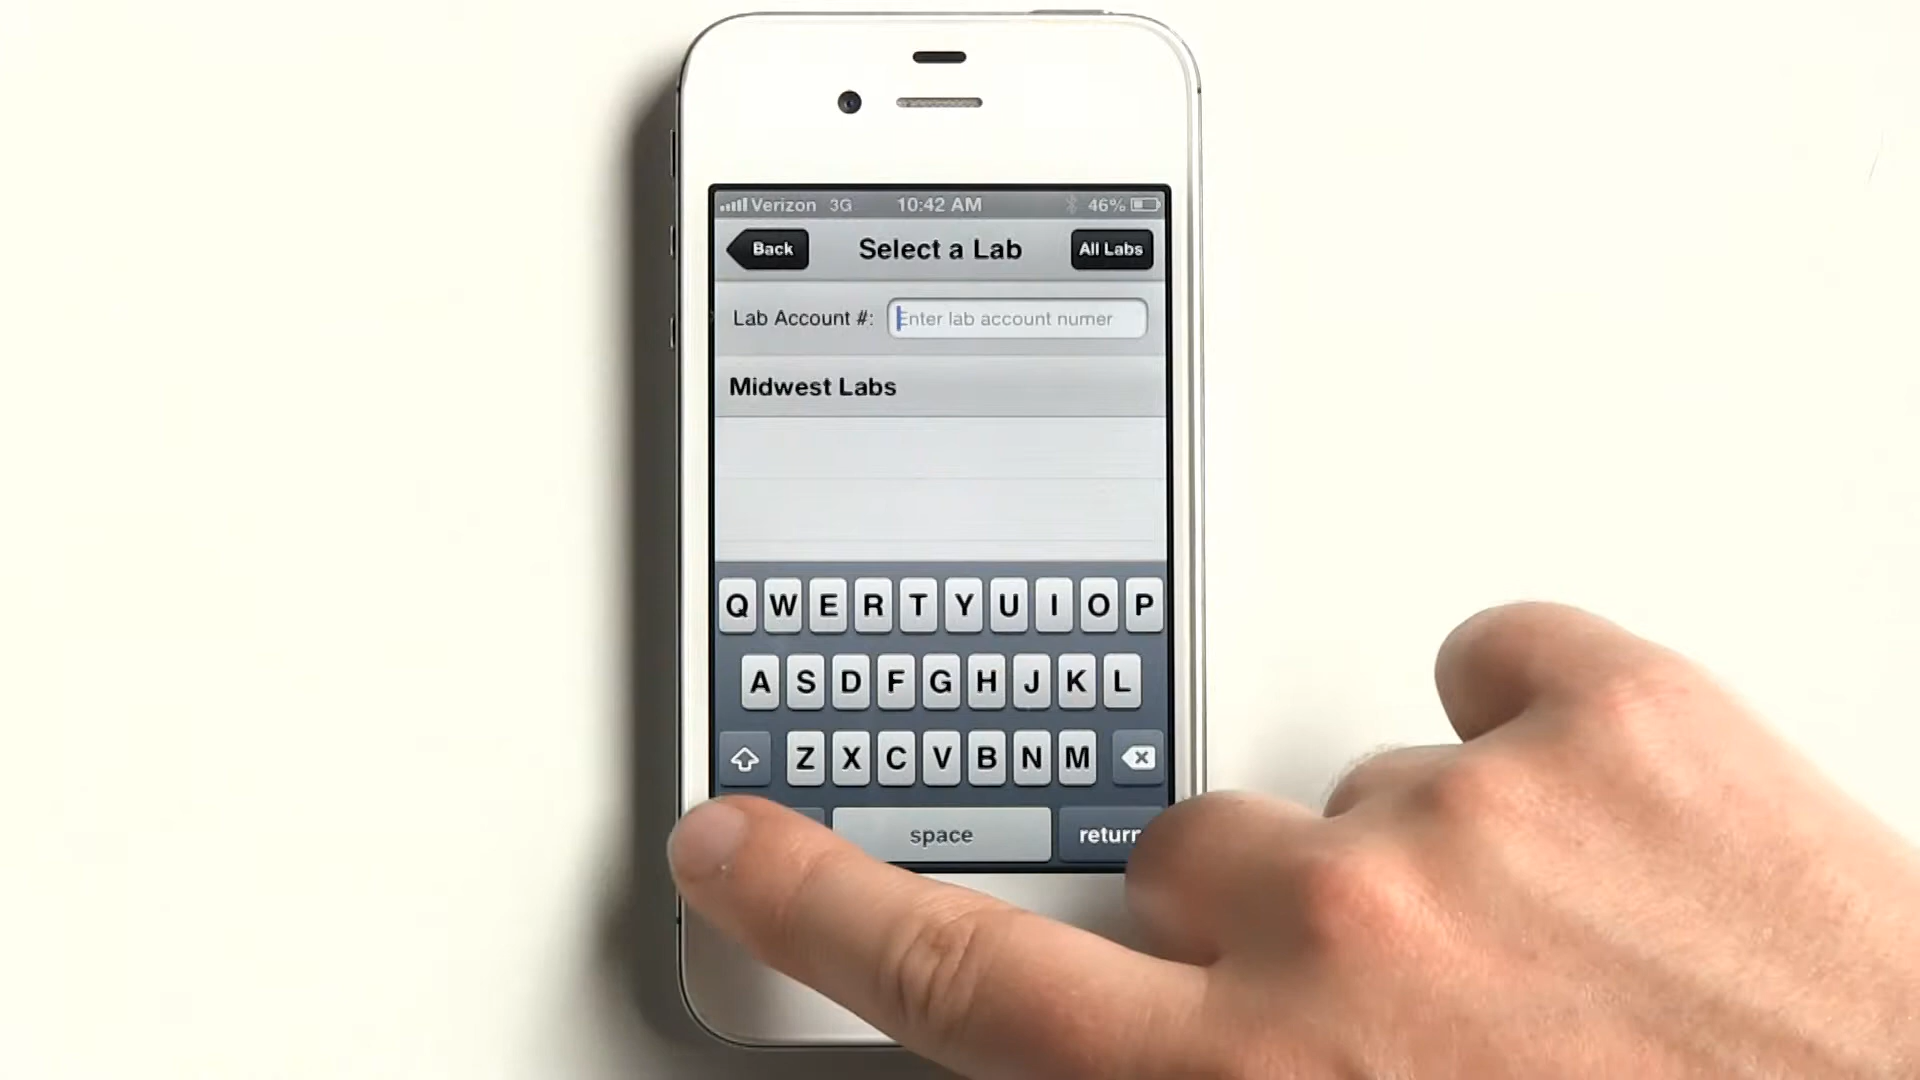 Verizon 3G 10:42 AM 46%
Back Select a Lab All Labs
Lab Account #: Enter lab account numer
Midwest Labs
Q W E R T Y U I O P
A S D F G H J K L
Z X C V B N M
space return